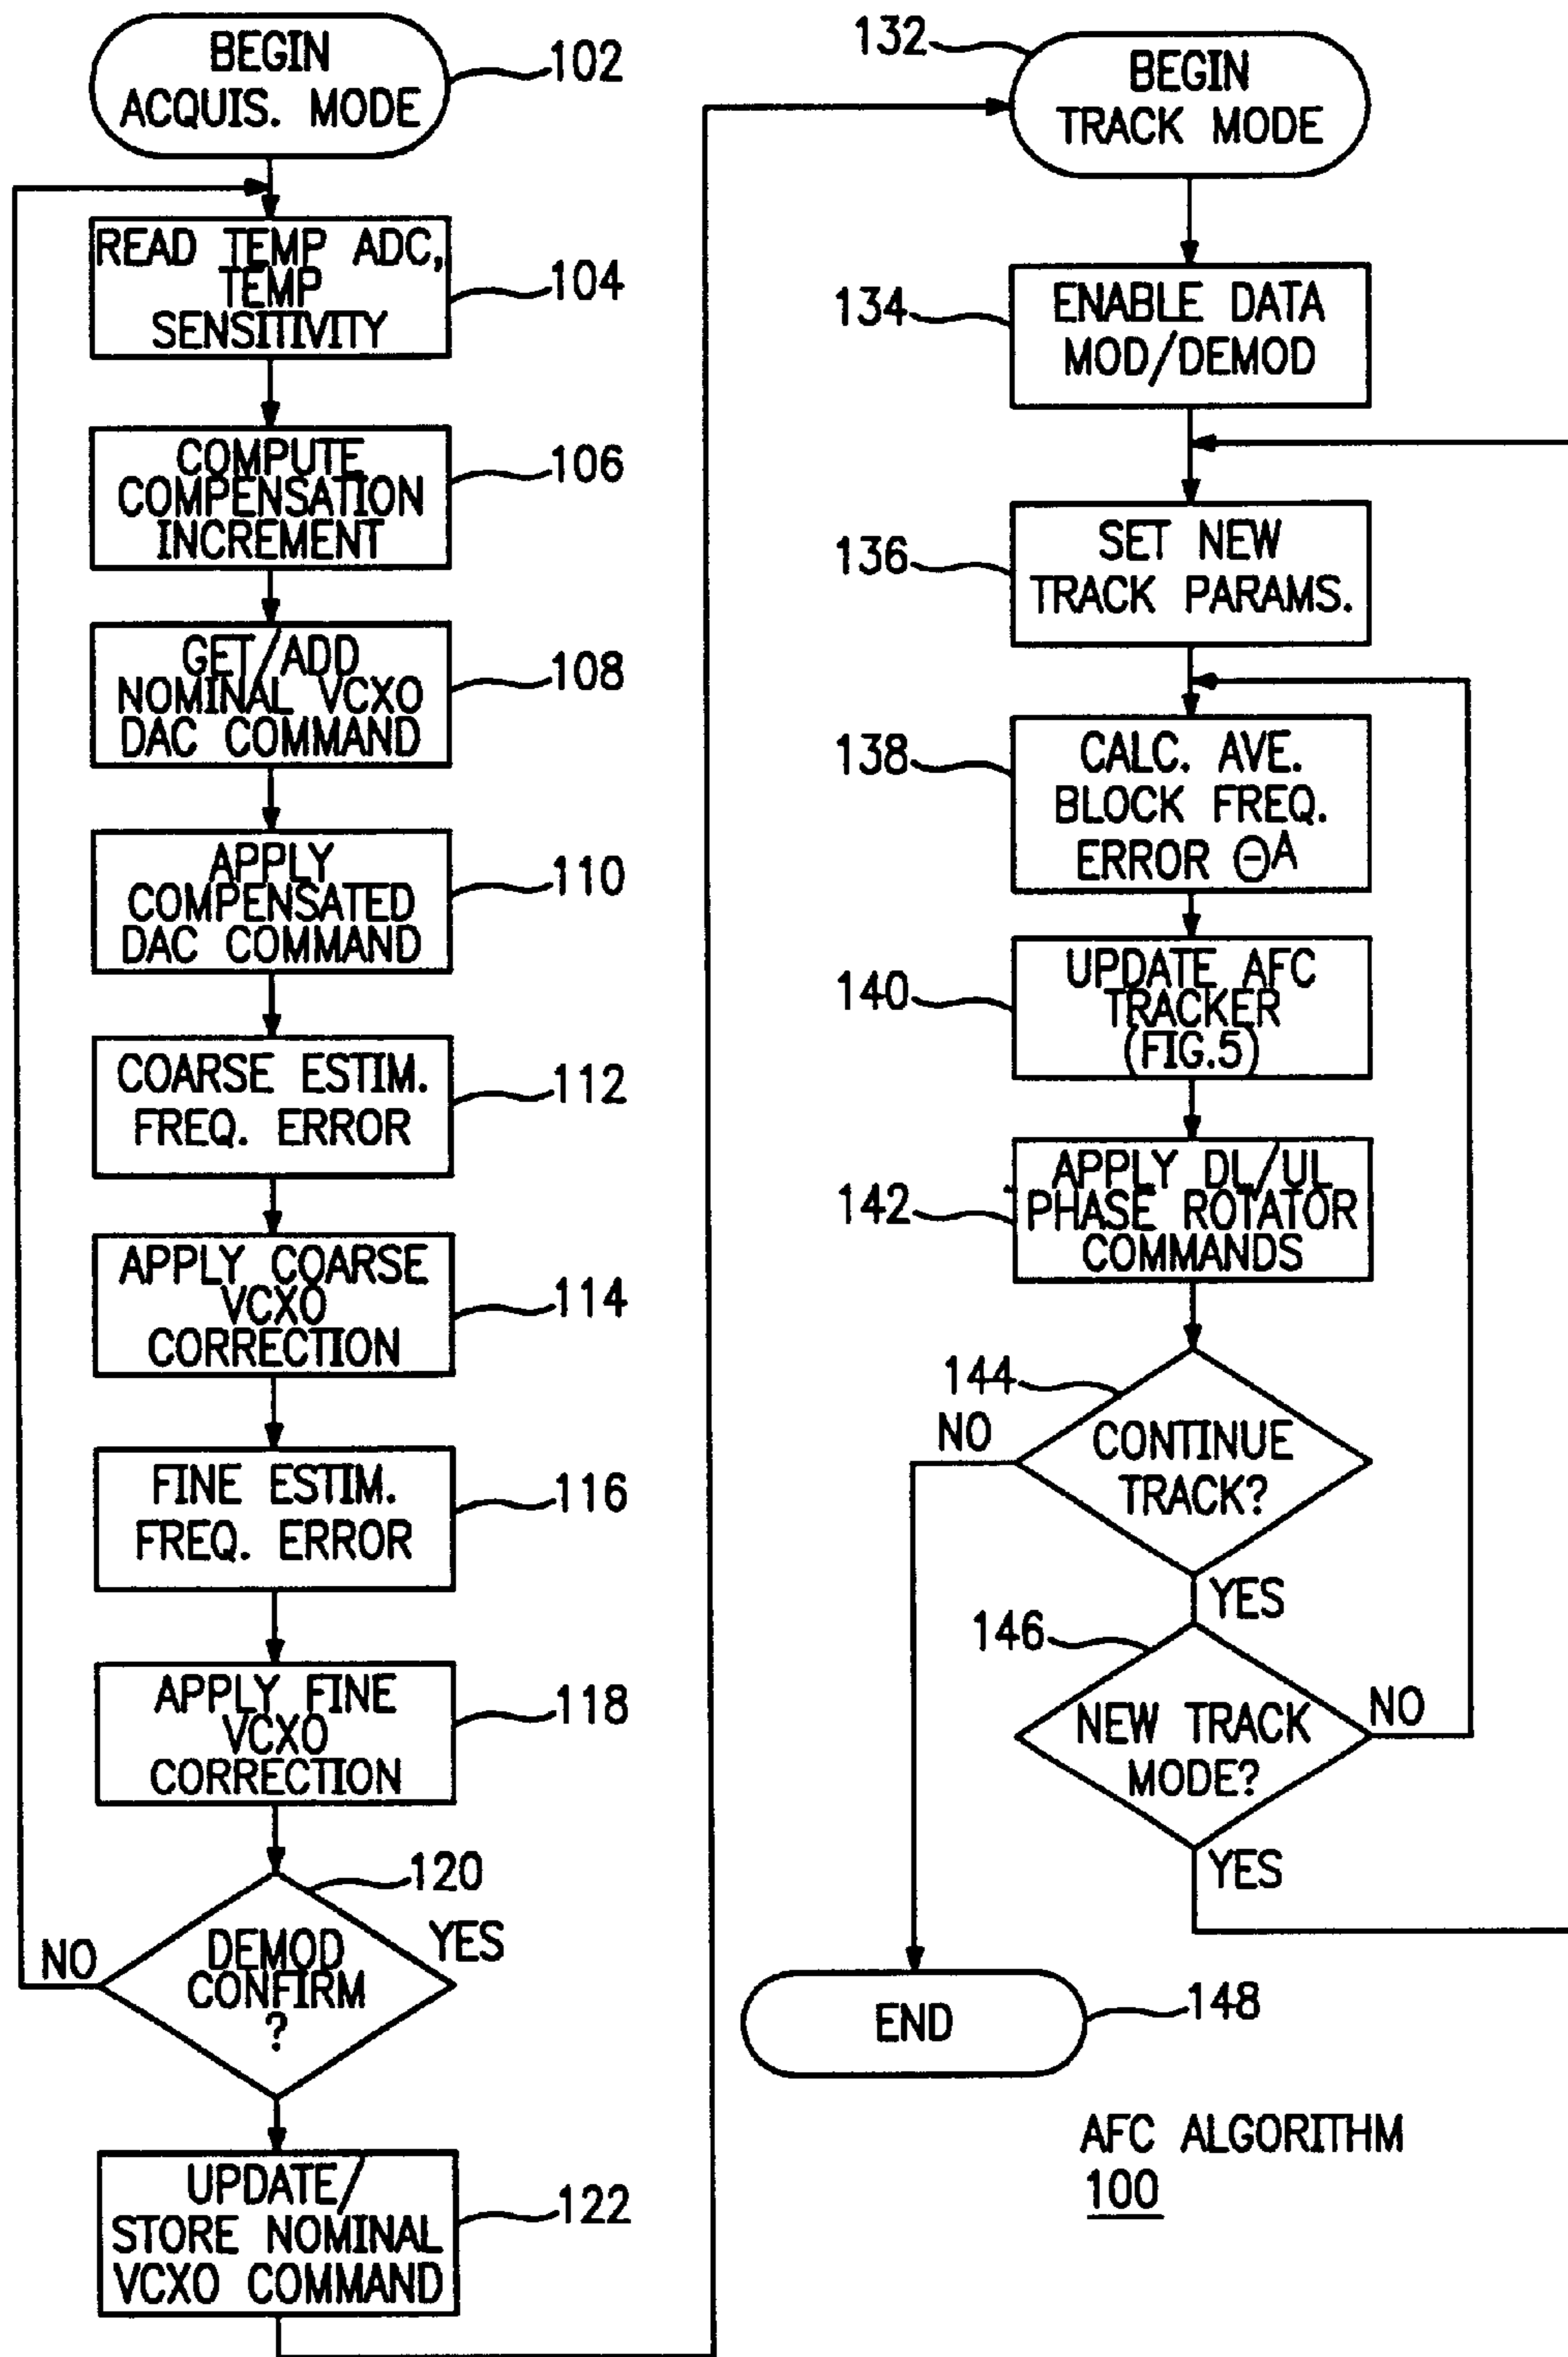 BEGIN
ACQUIS. MODE
102
READ TEMP ADC,
TEMP
SENSITIVITY
104
COMPUTE
COMPENSATION
INCREMENT
106
GET/ADD
NOMINAL VCXO
DAC COMMAND
108
APPLY
COMPENSATED
DAC COMMAND
110
COARSE ESTIM.
FREQ. ERROR
112
APPLY COARSE
VCXO
CORRECTION
114
FINE ESTIM.
FREQ. ERROR
116
APPLY FINE
VCXO
CORRECTION
118
120
DEMOD
CONFIRM
?
NO
YES
UPDATE/
STORE NOMINAL
VCXO COMMAND
122
132
BEGIN
TRACK MODE
134
ENABLE DATA
MOD/DEMOD
136
SET NEW
TRACK PARAMS.
138
CALC. AVE.
BLOCK FREQ.
ERROR ΘA
140
UPDATE AFC
TRACKER
(FIG.5)
142
APPLY DL/UL
PHASE ROTATOR
COMMANDS
144
NO
CONTINUE
TRACK?
YES
146
NEW TRACK
MODE?
NO
YES
END
148
AFC ALGORITHM
100